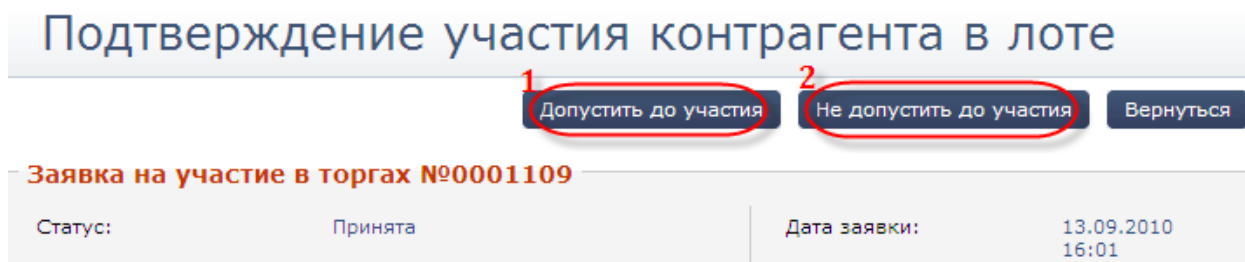 Подтверждение участия контрагента в лоте
1 2
Допустить до участия Не допустить до участия Вернуться
Заявка на участие в торгах №0001109
Статус: Принята Дата заявки: 13.09.2010
16:01